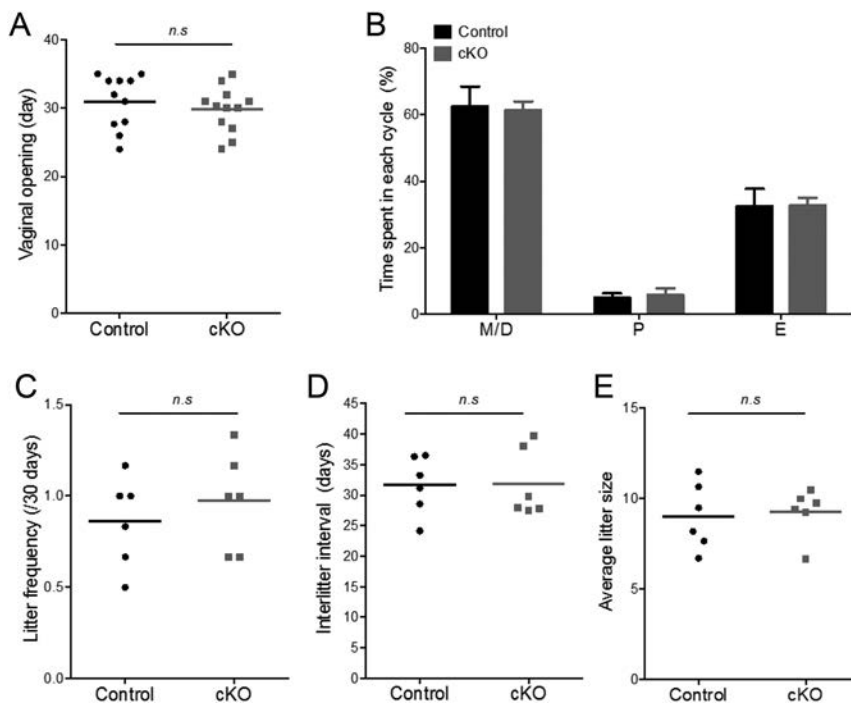 A
n.s
Vaginal opening (day)
40
30
20
10
0
Control
cKO
B
Control
cKO
Time spent in each cycle (%)
80
60
40
20
0
M/D
P
E
C
n.s
Litter frequency (/30 days)
1.5
1.0
0.5
0.0
Control
cKO
D
n.s
Interlitter interval (days)
45
40
35
30
25
20
15
10
5
0
Control
cKO
E
n.s
Average litter size
15
10
5
0
Control
cKO